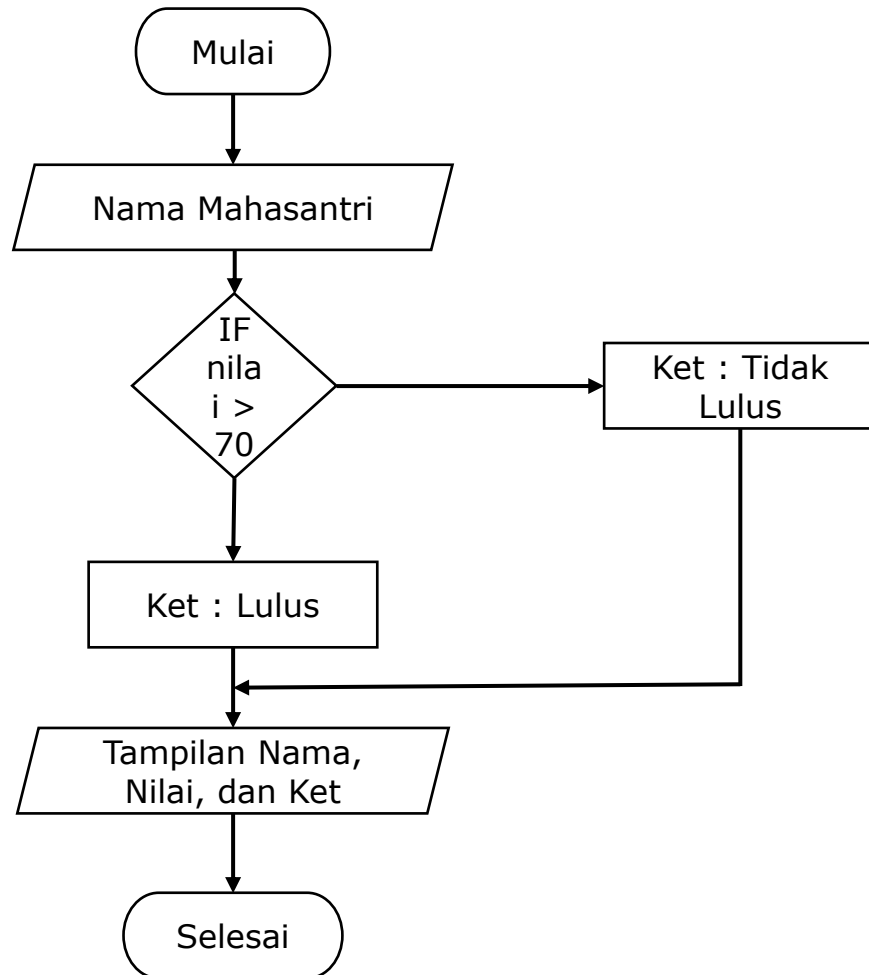 Mulai
Nama Mahasantri
IF
nila
i >
70
Ket : Tidak
Lulus
Ket : Lulus
Tampilan Nama,
Nilai, dan Ket
Selesai